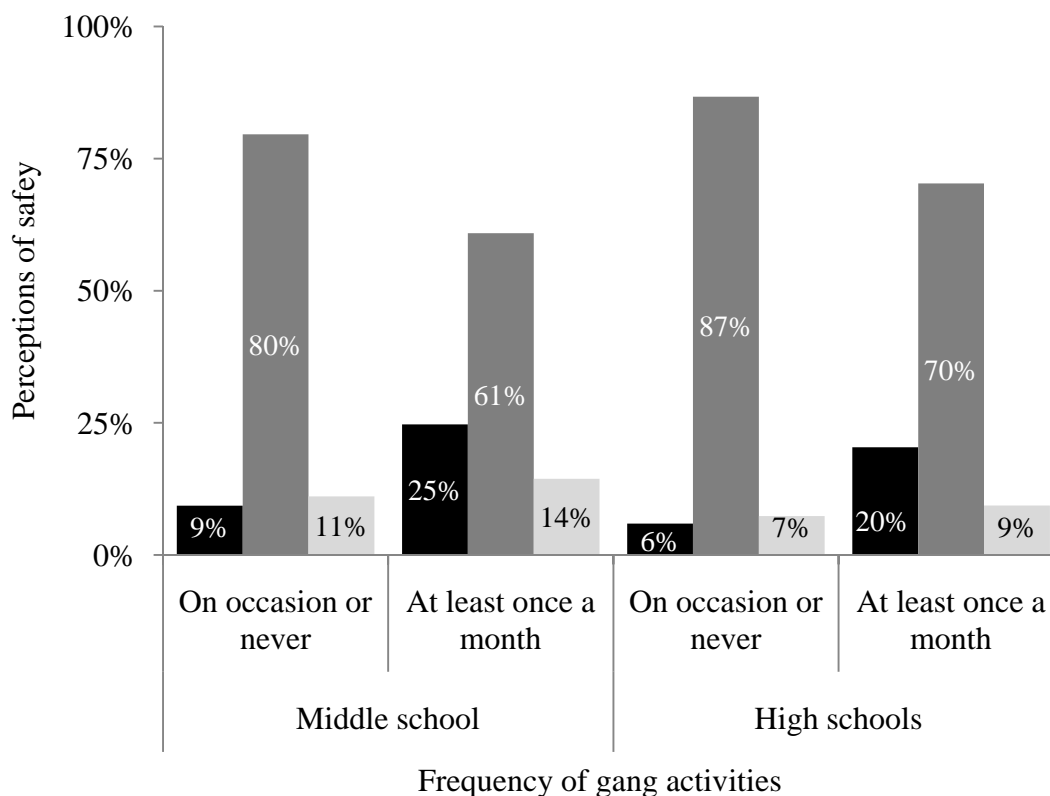 100%
75%
50%
25%
0%
Perceptions of safey
9%
80%
11%
25%
61%
14%
6%
87%
7%
20%
70%
9%
On occasion or
never
At least once a
month
On occasion or
never
At least once a
month
Middle school
High schools
Frequency of gang activities